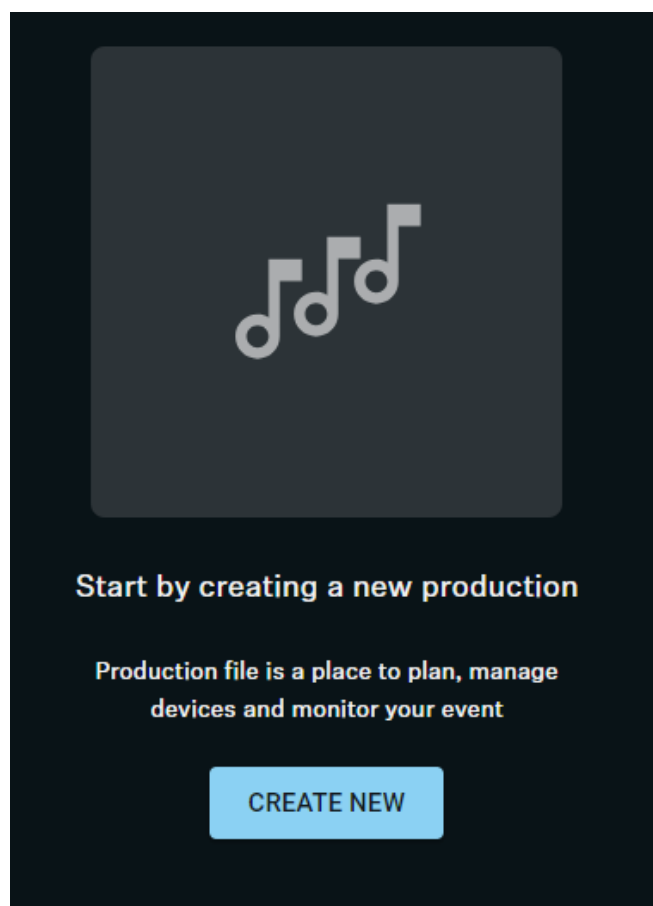 Start by creating a new production
Production file is a place to plan, manage
devices and monitor your event
CREATE NEW